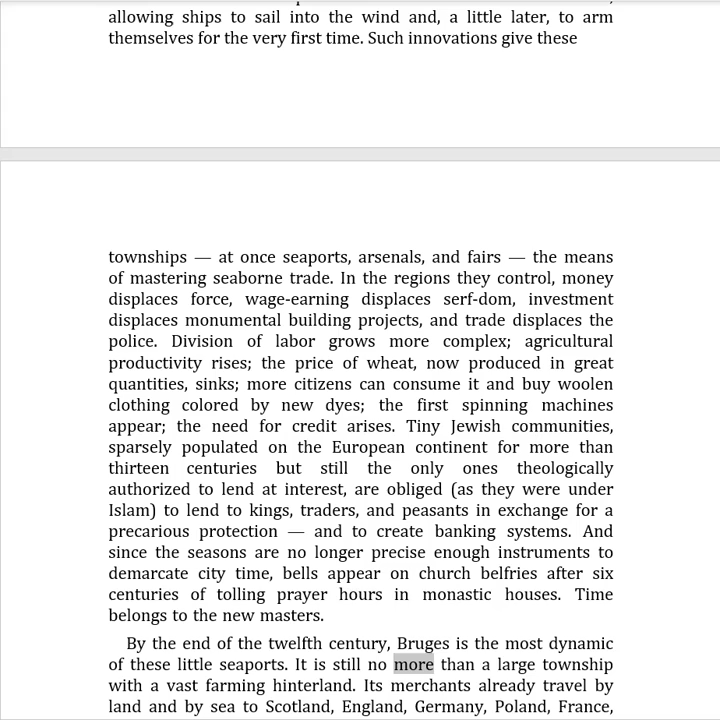 allowing ships to sail into the wind and, a little later, to arm
themselves for the very first time. Such innovations give these
townships — at once seaports, arsenals, and fairs — the means
of mastering seaborne trade. In the regions they control, money
displaces force, wage-earning displaces serf-dom, investment
displaces monumental building projects, and trade displaces the
police. Division of labor grows more complex; agricultural
productivity rises; the price of wheat, now produced in great
quantities, sinks; more citizens can consume it and buy woolen
clothing colored by new dyes; the first spinning machines
appear; the need for credit arises. Tiny Jewish communities,
sparsely populated on the European continent for more than
thirteen centuries but still the only ones theologically
authorized to lend at interest, are obliged (as they were under
Islam) to lend to kings, traders, and peasants in exchange for a
precarious protection — and to create banking systems. And
since the seasons are no longer precise enough instruments to
demarcate city time, bells appear on church belfries after six
centuries of tolling prayer hours in monastic houses. Time
belongs to the new masters.
By the end of the twelfth century, Bruges is the most dynamic
of these little seaports. It is still no more than a large township
with a vast farming hinterland. Its merchants already travel by
land and by sea to Scotland, England, Germany, Poland, France,